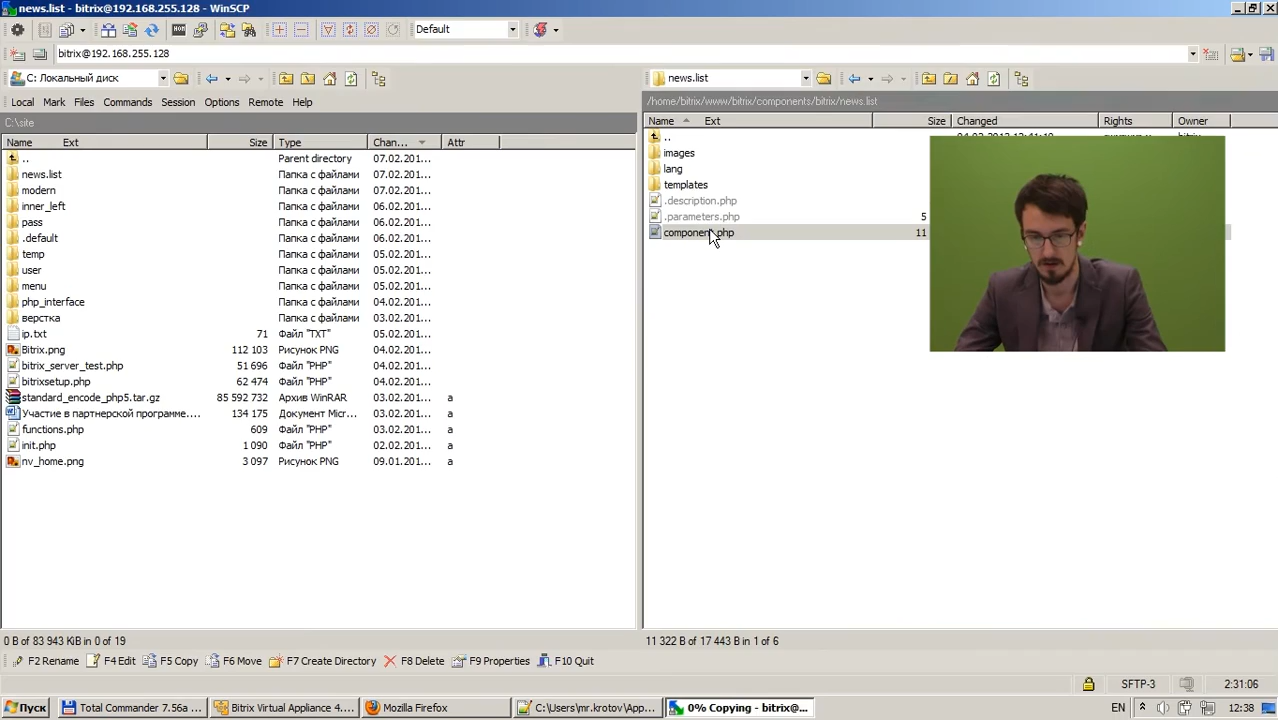 news.list - bitrix@192.168.255.128 - WinSCP
Default
bitrix@192.168.255.128
C: Локальный диск
news.list
Local Mark Files Commands Session Options Remote Help
/home/bitrix/www/bitrix/components/bitrix/news.list
C:\site
Name Ext Size Changed Rights Owner
Name Ext Size Type Chan... Attr
.. Parent directory 07.02.201...
news.list Папка с файлами 07.02.201...
modern Папка с файлами 07.02.201...
inner_left Папка с файлами 06.02.201...
pass Папка с файлами 06.02.201...
.default Папка с файлами 06.02.201...
temp Папка с файлами 05.02.201...
user Папка с файлами 05.02.201...
menu Папка с файлами 05.02.201...
php_interface Папка с файлами 04.02.201...
верстка Папка с файлами 03.02.201...
ip.txt 71 Файл "TXT" 05.02.201...
Bitrix.png 112 103 Рисунок PNG 04.02.201...
bitrix_server_test.php 51 696 Файл "PHP" 04.02.201...
bitrixsetup.php 62 474 Файл "PHP" 04.02.201...
standard_encode_php5.tar.gz 85 592 732 Архив WinRAR 03.02.201... a
Участие в партнерской программе.... 134 175 Документ Micr... 03.02.201... a
functions.php 609 Файл "PHP" 03.02.201... a
init.php 1 090 Файл "PHP" 02.02.201... a
nv_home.png 3 097 Рисунок PNG 09.01.201... a
..
images
lang
templates
.description.php
.parameters.php 5
component.php 11
0 B of 83 943 KiB in 0 of 19
11 322 B of 17 443 B in 1 of 6
F2 Rename F4 Edit F5 Copy F6 Move F7 Create Directory F8 Delete F9 Properties F10 Quit
SFTP-3 2:31:06
Пуск Total Commander 7.56a ... Bitrix Virtual Appliance 4.... Mozilla Firefox C:\Users\mr.krotov\App... 0% Copying - bitrix@... EN 12:38